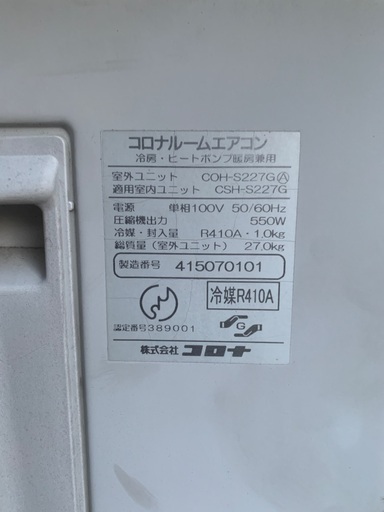 コロナルームエアコン
冷房・ヒートポンプ暖房兼用
室外ユニット COH-S227GⒶ
適用室内ユニット CSH-S227G
電源 単相100V 50/60Hz
圧縮機出力 550W
冷媒・封入量 R410A・1.0kg
総質量(室外ユニット) 27.0kg
製造番号 415070101
冷媒R410A
G
認定番号389001
株式会社 コロナ